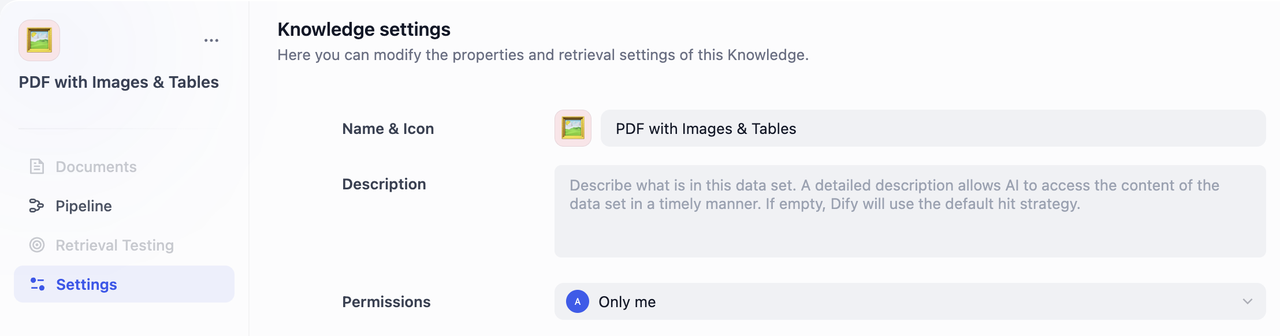 PDF with Images & Tables
Documents
Pipeline
Retrieval Testing
Settings
Knowledge settings
Here you can modify the properties and retrieval settings of this Knowledge.
Name & Icon
PDF with Images & Tables
Description
Describe what is in this data set. A detailed description allows AI to access the content of the
data set in a timely manner. If empty, Dify will use the default hit strategy.
Permissions
A Only me